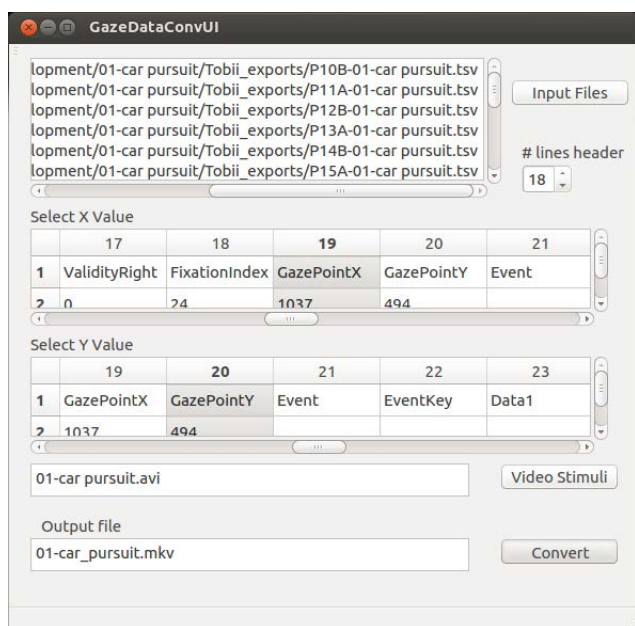 GazeDataConvUI
lopment/01-car pursuit/Tobii_exports/P10B-01-car pursuit.tsv
lopment/01-car pursuit/Tobii_exports/P11A-01-car pursuit.tsv
lopment/01-car pursuit/Tobii_exports/P12B-01-car pursuit.tsv
lopment/01-car pursuit/Tobii_exports/P13A-01-car pursuit.tsv
lopment/01-car pursuit/Tobii_exports/P14B-01-car pursuit.tsv
lopment/01-car pursuit/Tobii_exports/P15A-01-car pursuit.tsv
Input Files
# lines header
18
Select X Value
17 18 19 20 21
1 ValidityRight FixationIndex GazePointX GazePointY Event
2 0 24 1037 494
Select Y Value
19 20 21 22 23
1 GazePointX GazePointY Event EventKey Data1
2 1037 494
01-car pursuit.avi
Video Stimuli
Output file
01-car_pursuit.mkv
Convert